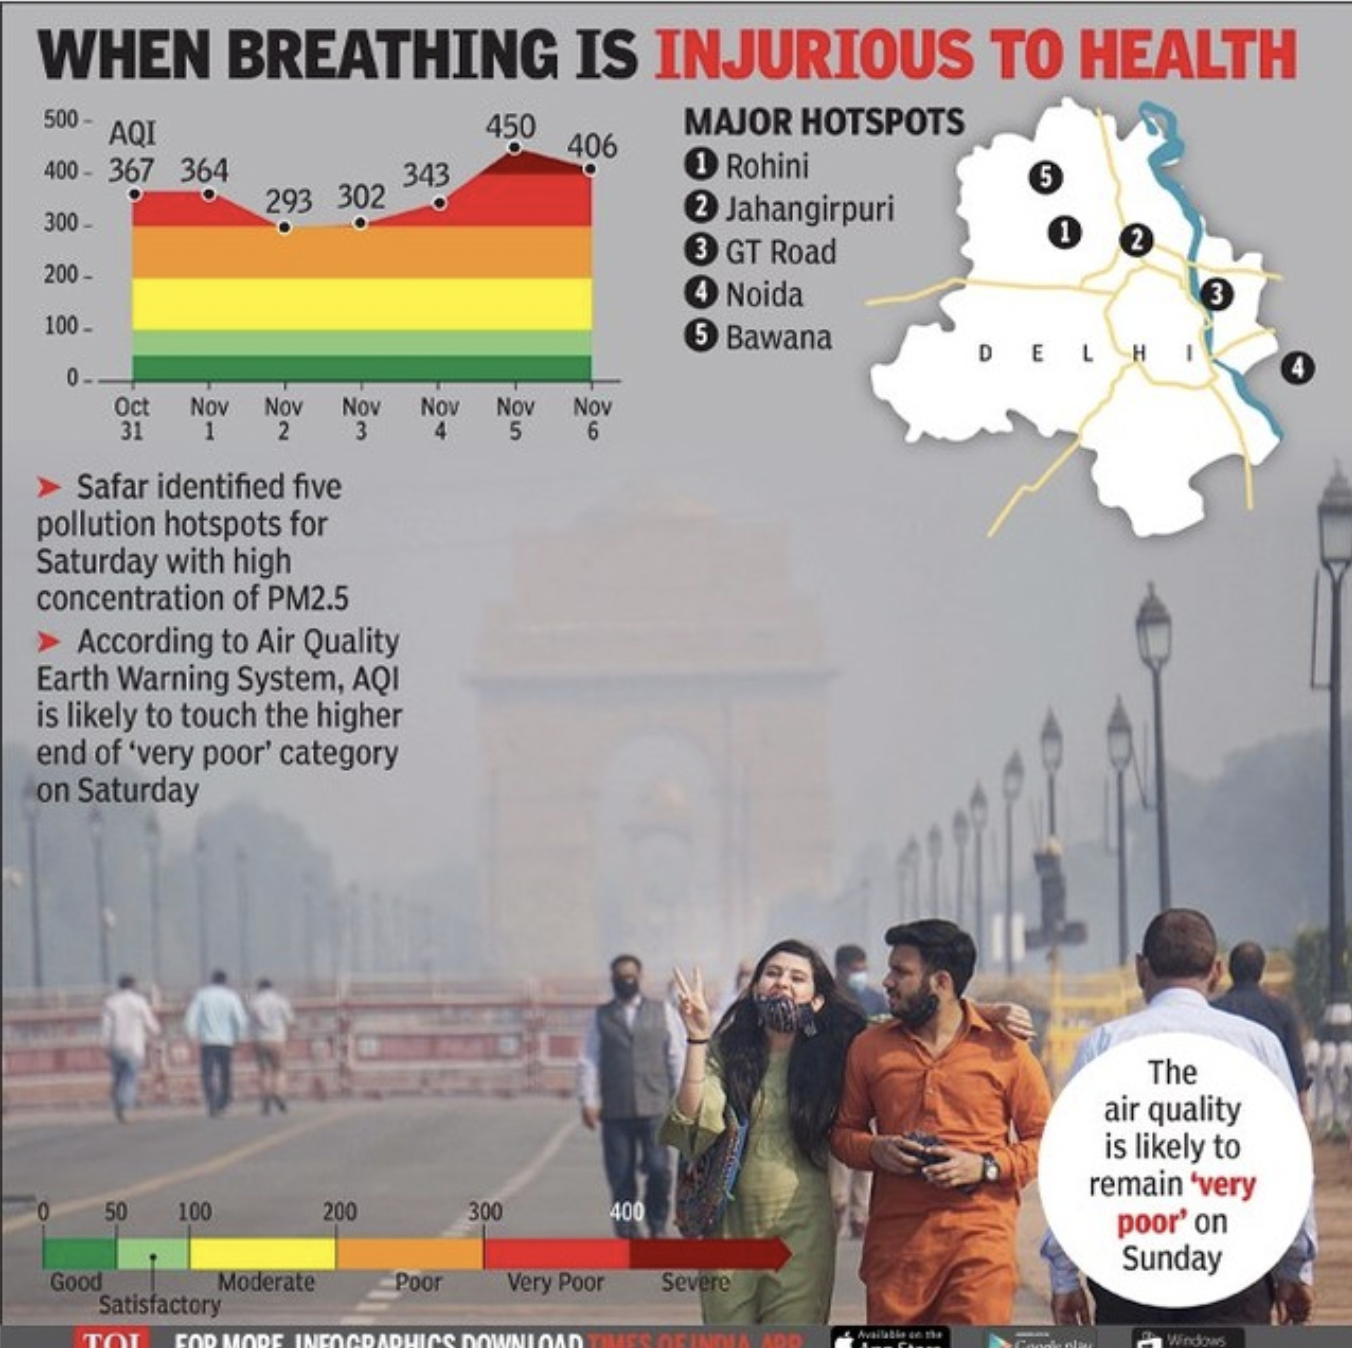 WHEN BREATHING IS INJURIOUS TO HEALTH
500
AQI
450
406
367
364
293
302
343
400
300
200
100
0
Oct 31
Nov 1
Nov 2
Nov 3
Nov 4
Nov 5
Nov 6
MAJOR HOTSPOTS
1 Rohini
2 Jahangirpuri
3 GT Road
4 Noida
5 Bawana
5
1
2
3
DELHI
4
➤ Safar identified five
pollution hotspots for
Saturday with high
concentration of PM2.5
➤ According to Air Quality
Earth Warning System, AQI
is likely to touch the higher
end of ‘very poor’ category
on Saturday
The
air quality
is likely to
remain ‘very
poor’ on
Sunday
0 50 100 200 300 400
Good Moderate Poor Very Poor Severe
Satisfactory
TOI FOR MORE INFOGRAPHICS DOWNLOAD TIMES OF INDIA APP
Available on the
App Store
Google play
Windows